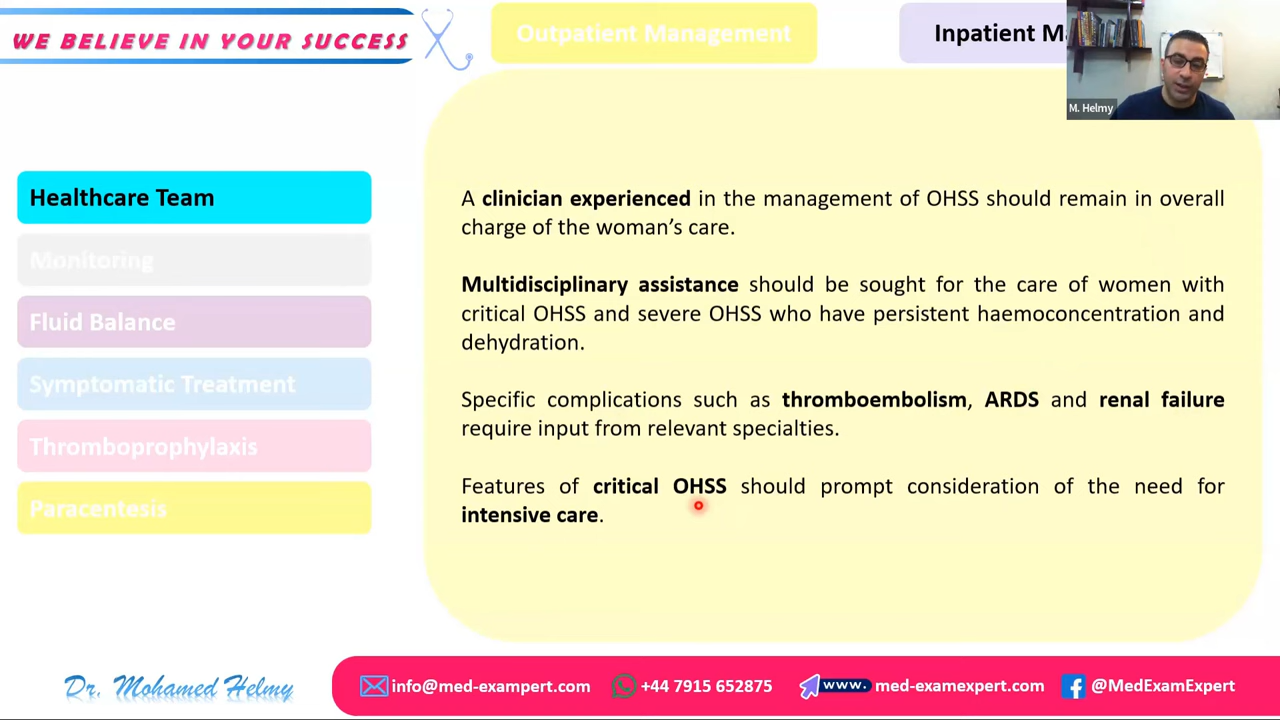 WE BELIEVE IN YOUR SUCCESS
Outpatient Management
Inpatient
M. Helmy
Healthcare Team
Monitoring
Fluid Balance
Symptomatic Treatment
Thromboprophylaxis
Paracentesis
A clinician experienced in the management of OHSS should remain in overall
charge of the woman’s care.
Multidisciplinary assistance should be sought for the care of women with
critical OHSS and severe OHSS who have persistent haemoconcentration and
dehydration.
Specific complications such as thromboembolism, ARDS and renal failure
require input from relevant specialties.
Features of critical OHSS should prompt consideration of the need for
intensive care.
Dr. Mohamed Helmy
info@med-exampert.com
+44 7915 652875
www. med-examexpert.com
@MedExamExpert